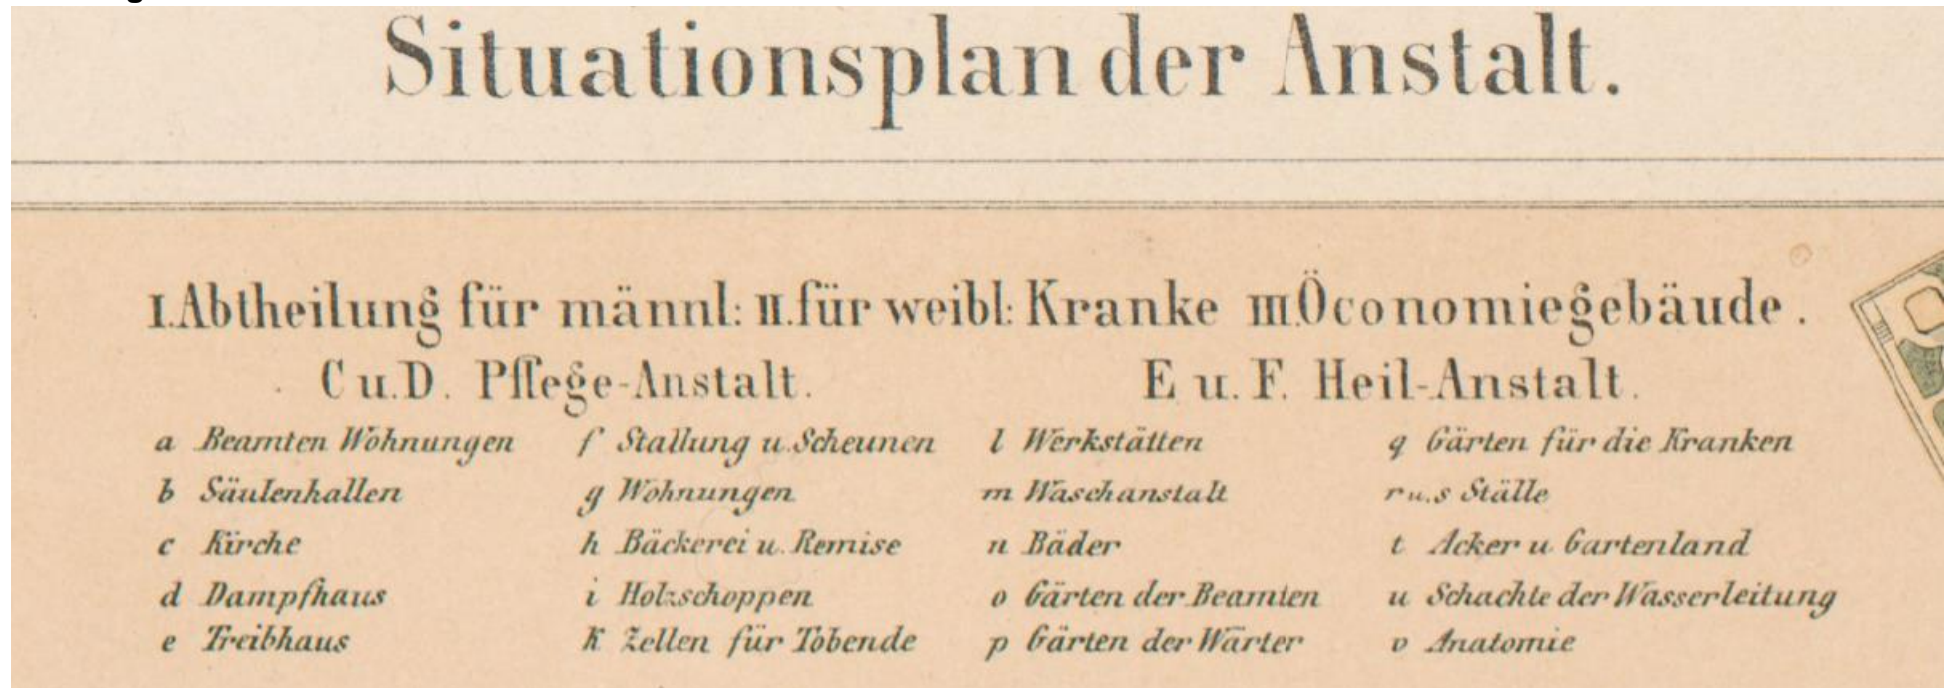 Situationsplan der Anstalt.
I. Abtheilung für männl: II. für weibl: Kranke III. Öconomiegebäude.
C u. D. Pflege-Anstalt. E u. F. Heil-Anstalt.
a Beamten Wohnungen f Stallung u. Scheunen l Werkstätten q Gärten für die Kranken
b Säulenhallen g Wohnungen m Waschanstalt r u. s Ställe
c Kirche h Bäckerei u. Remise n Bäder t Acker u Gartenland
d Dampfhaus i Holzschoppen o Gärten der Beamten u Schachte der Wasserleitung
e Treibhaus k Zellen für Tobende p Gärten der Wärter v Anatomie